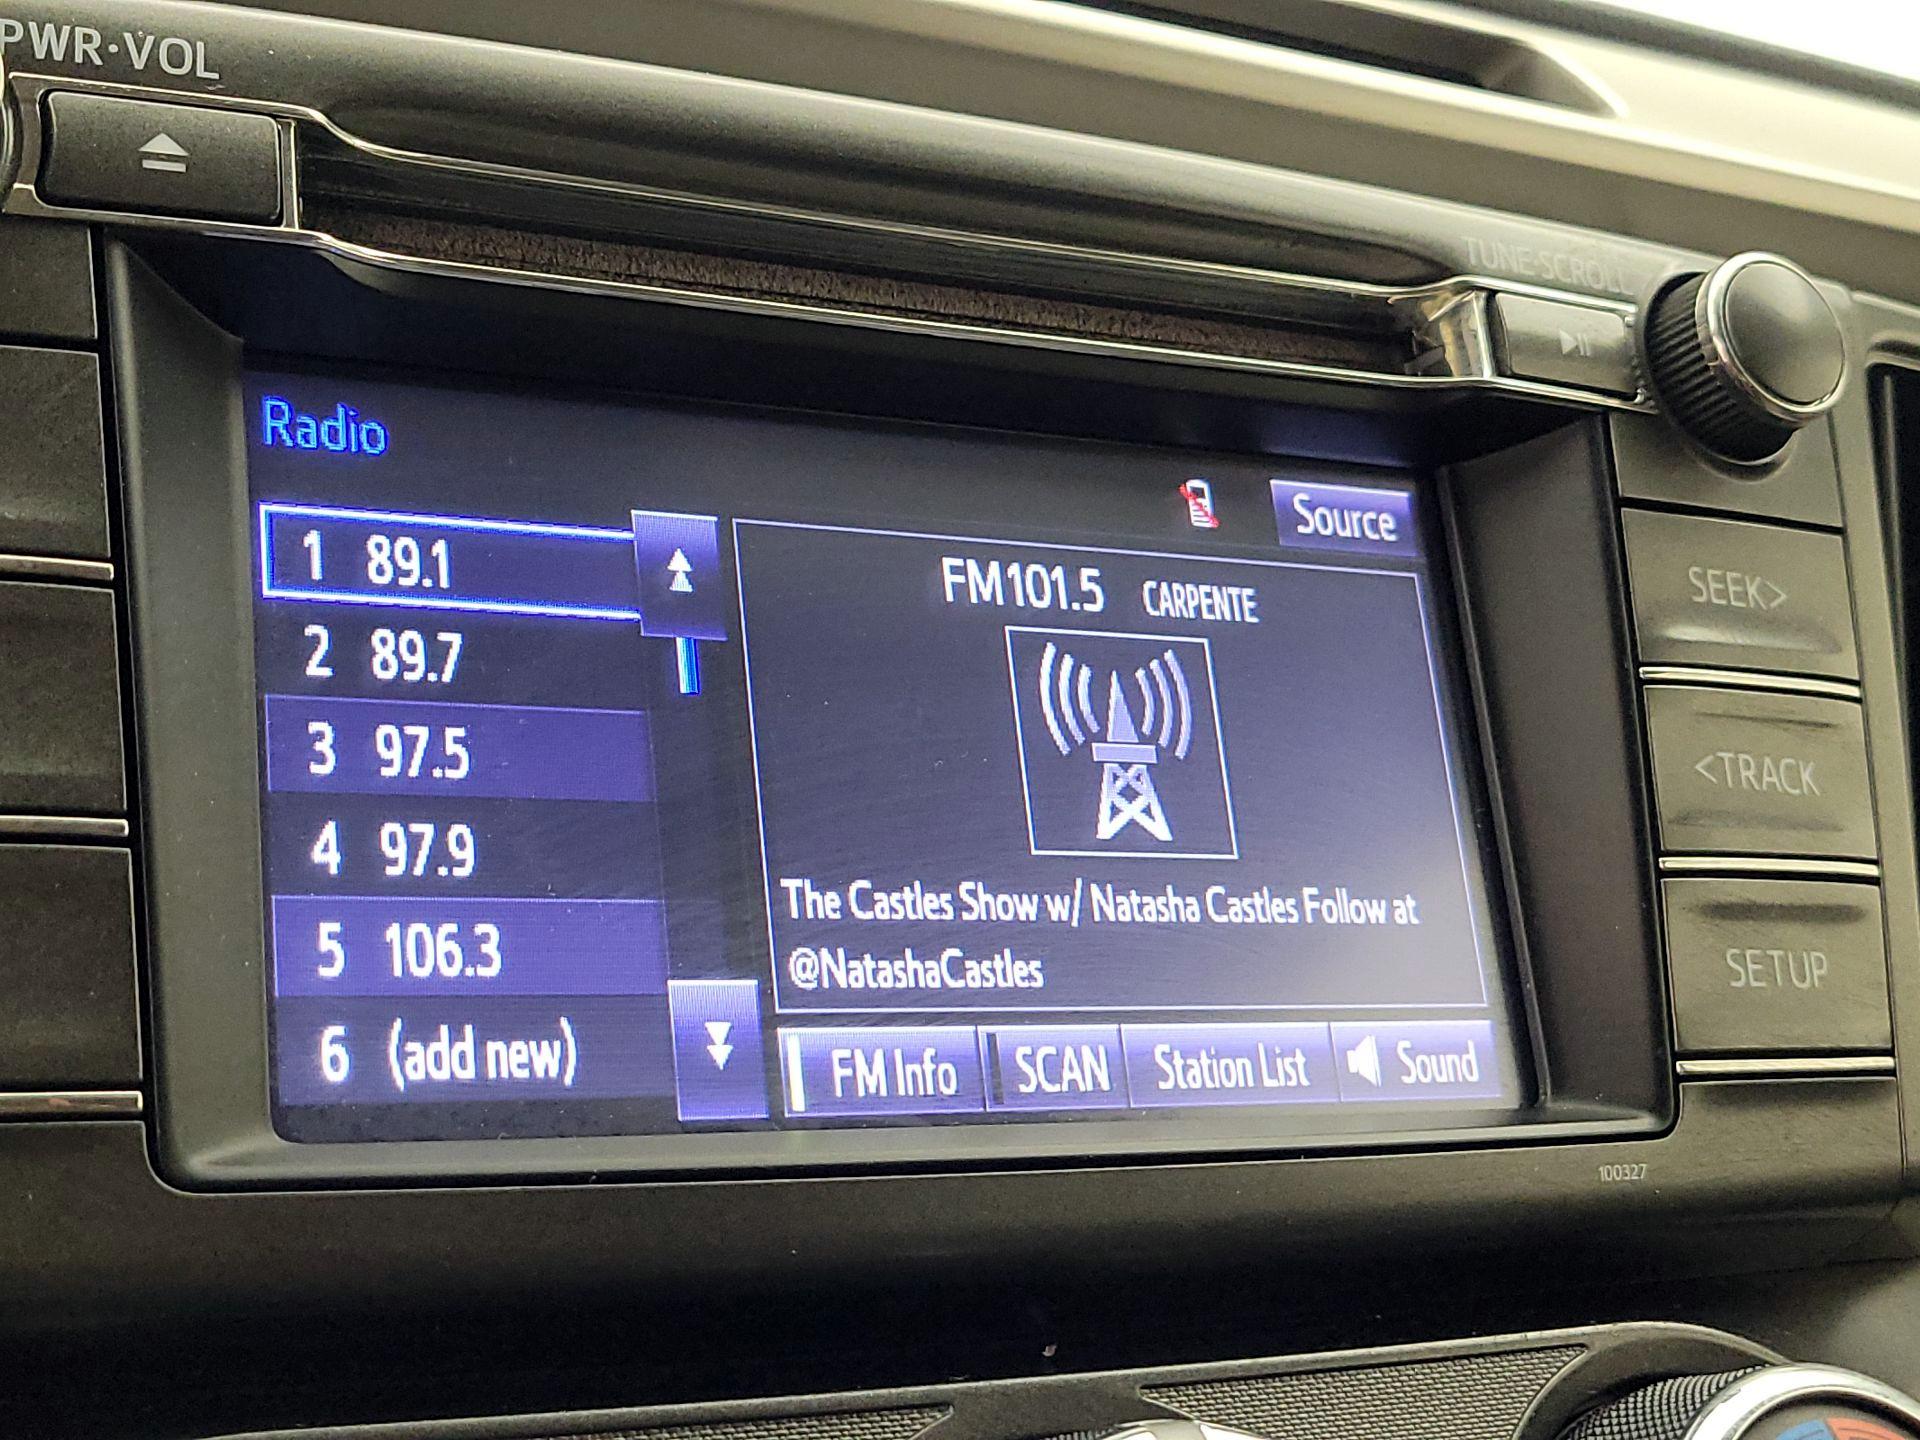 PWR·VOL
TUNE·SCROLL
Radio
Source
1 89.1
2 89.7
3 97.5
4 97.9
5 106.3
6 (add new)
FM101.5 CARPENTE
The Castles Show w/ Natasha Castles Follow at
@NatashaCastles
FM Info
SCAN
Station List
Sound
SEEK>
<TRACK
SETUP
100327